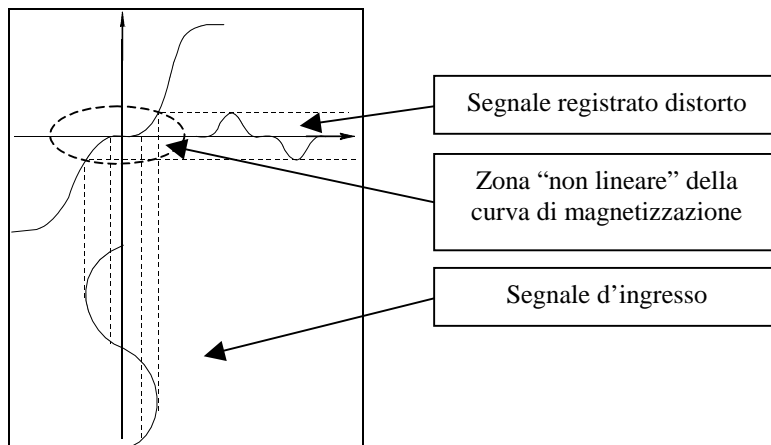 Segnale registrato distorto
Zona “non lineare” della
curva di magnetizzazione
Segnale d’ingresso